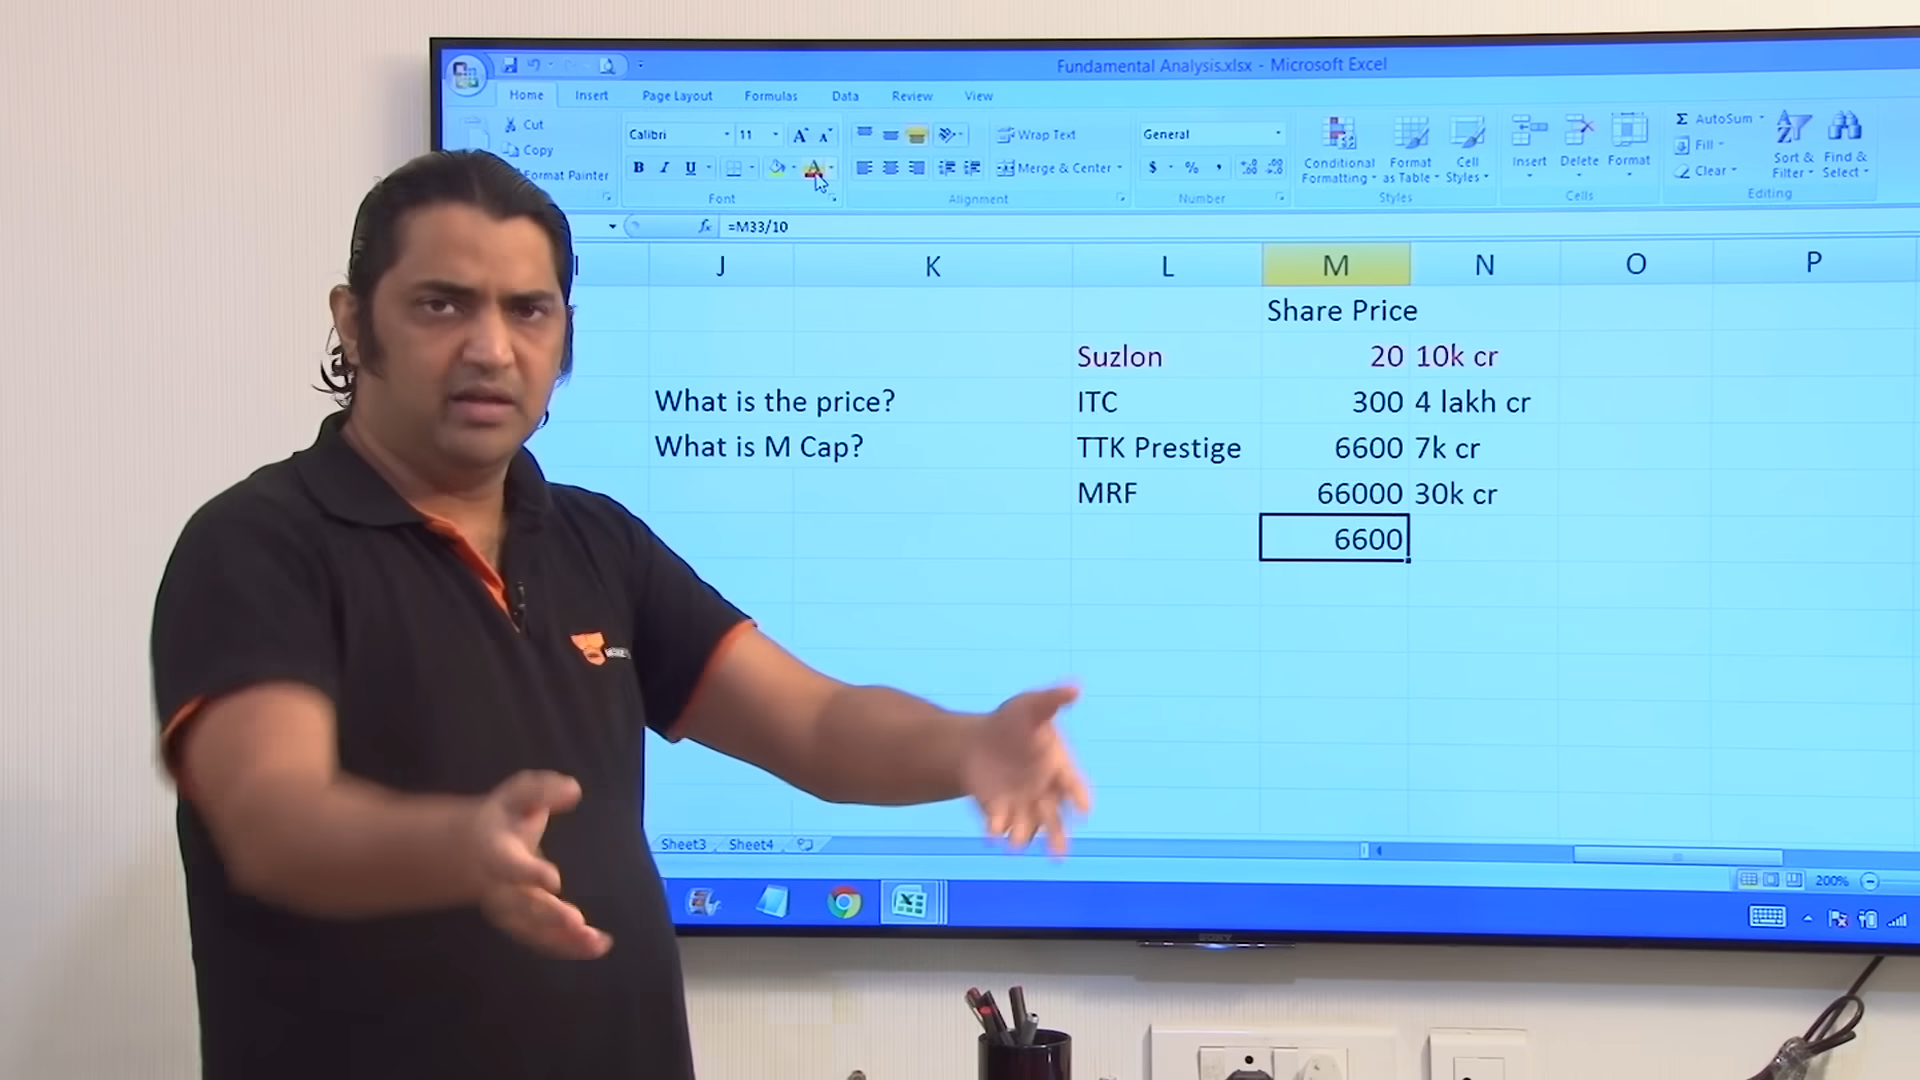 Fundamental Analysis.xlsx - Microsoft Excel
Home Insert Page Layout Formulas Data Review View
Cut
Copy
Format Painter
Calibri 11
Wrap Text
General
B I U
Merge & Center
$ % ,
Conditional Formatting
Format as Table
Cell Styles
Insert Delete Format
Σ AutoSum
Fill
Clear
Sort & Filter
Find & Select
Font Alignment Number Styles Cells Editing
fx =M33/10
I J K L M N O P
Share Price
Suzlon 20 10k cr
What is the price? ITC 300 4 lakh cr
What is M Cap? TTK Prestige 6600 7k cr
MRF 66000 30k cr
6600
Sheet3 Sheet4
200%
SONY